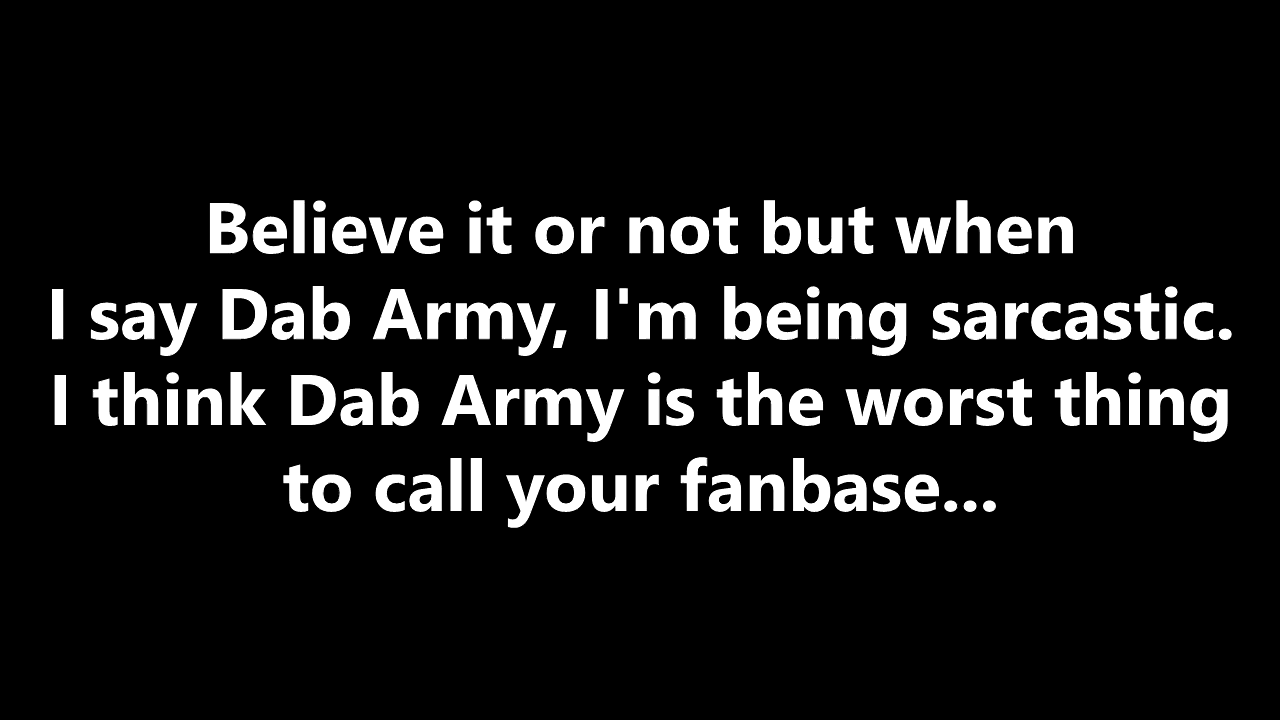 Believe it or not but when
I say Dab Army, I'm being sarcastic.
I think Dab Army is the worst thing
to call your fanbase...